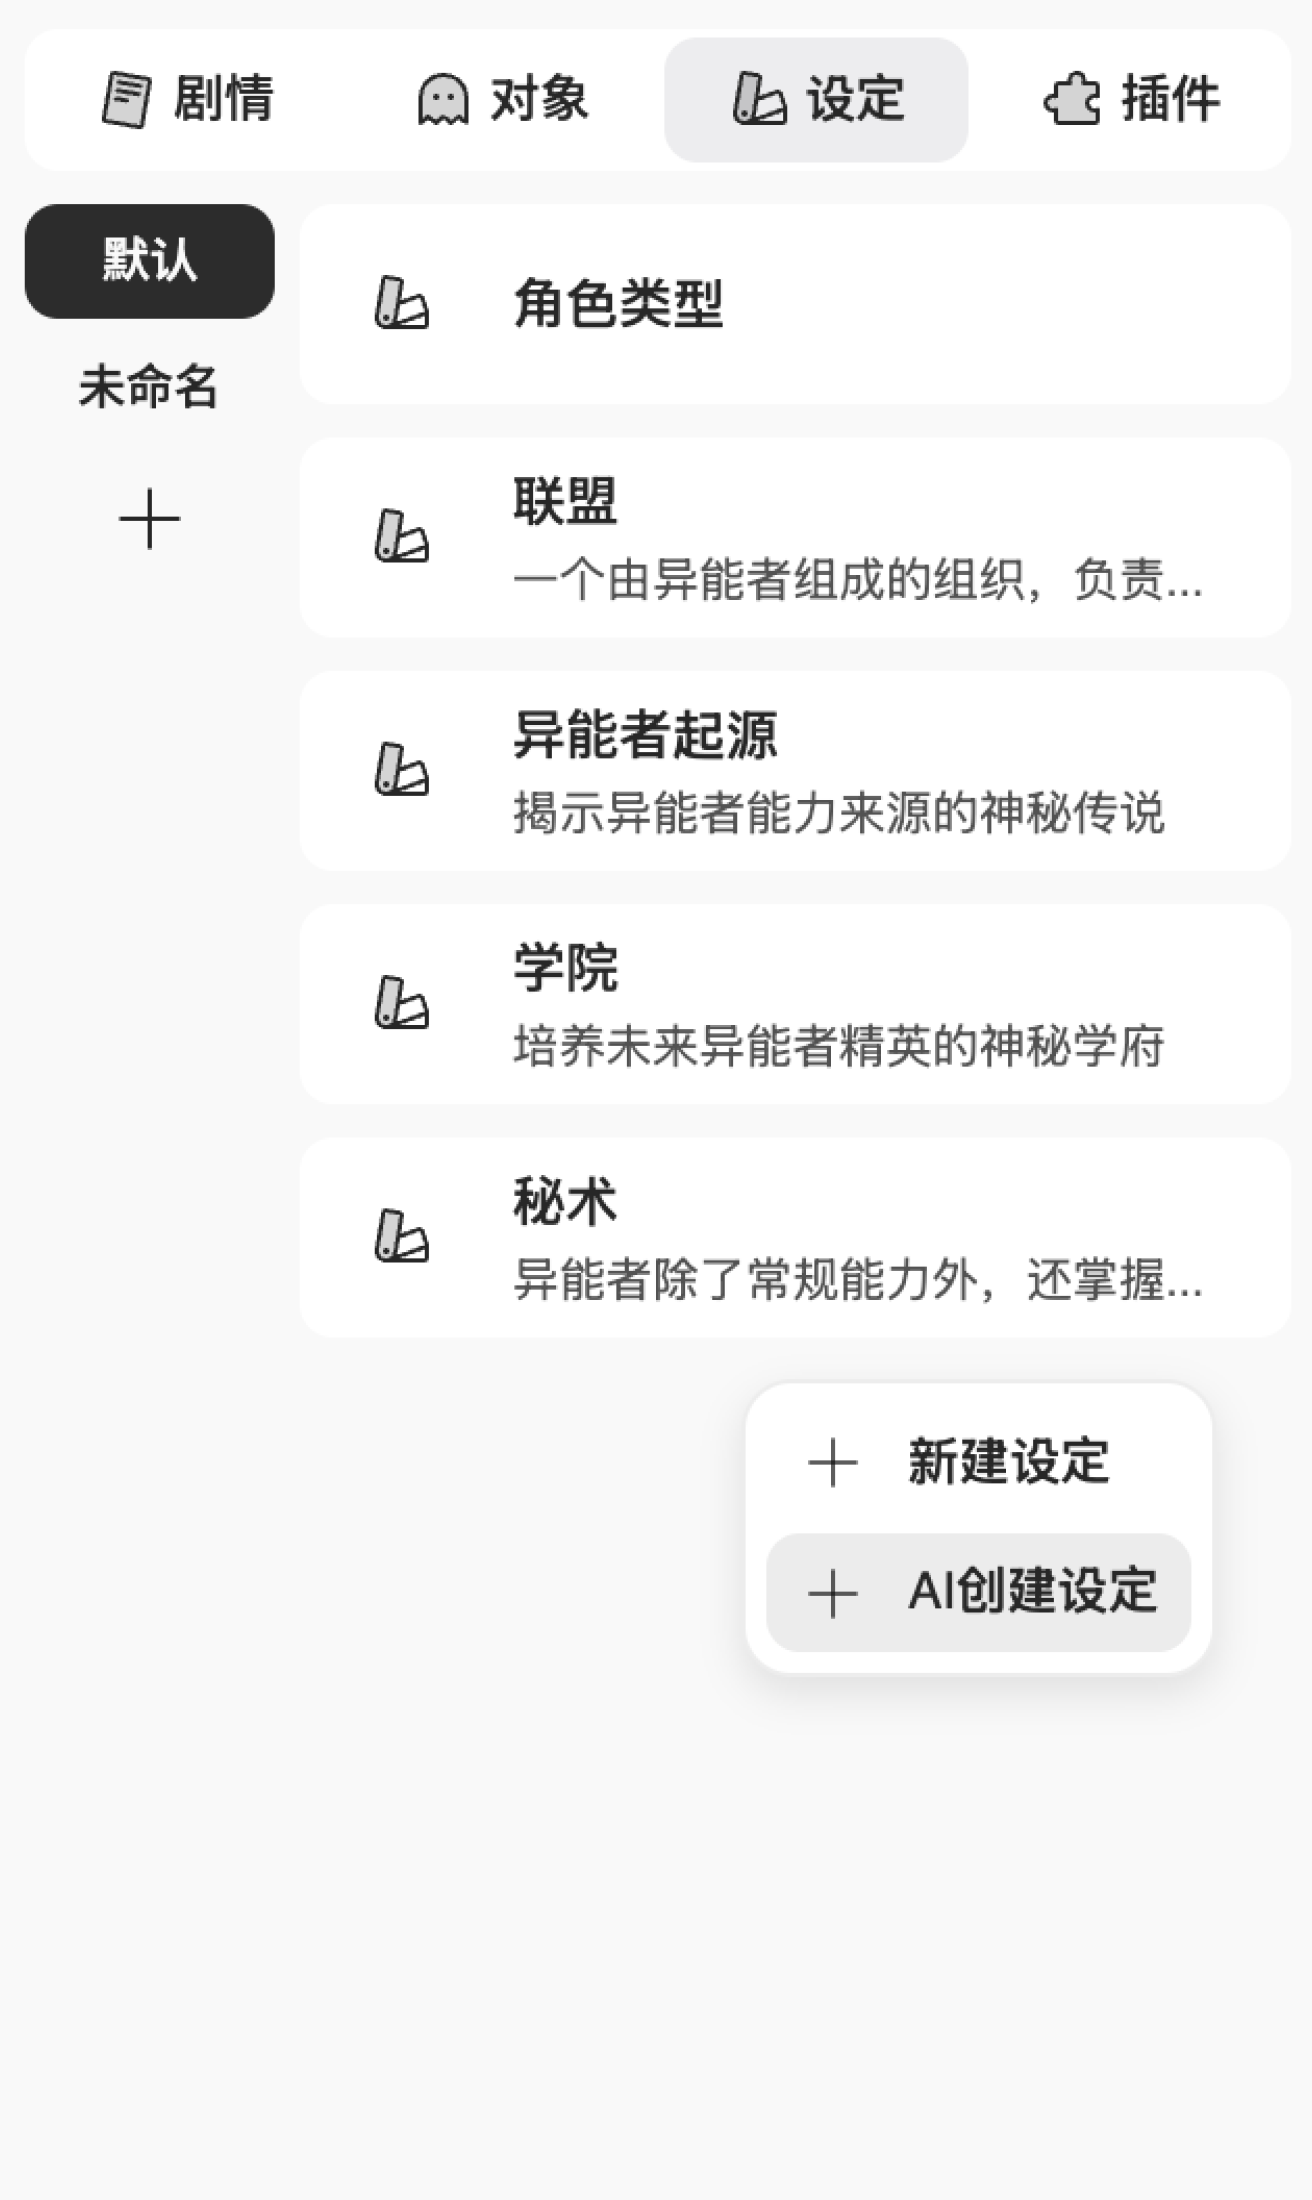 剧情
对象
设定
插件
默认
未命名
角色类型
联盟
一个由异能者组成的组织，负责...
异能者起源
揭示异能者能力来源的神秘传说
学院
培养未来异能者精英的神秘学府
秘术
异能者除了常规能力外，还掌握...
新建设定
AI创建设定